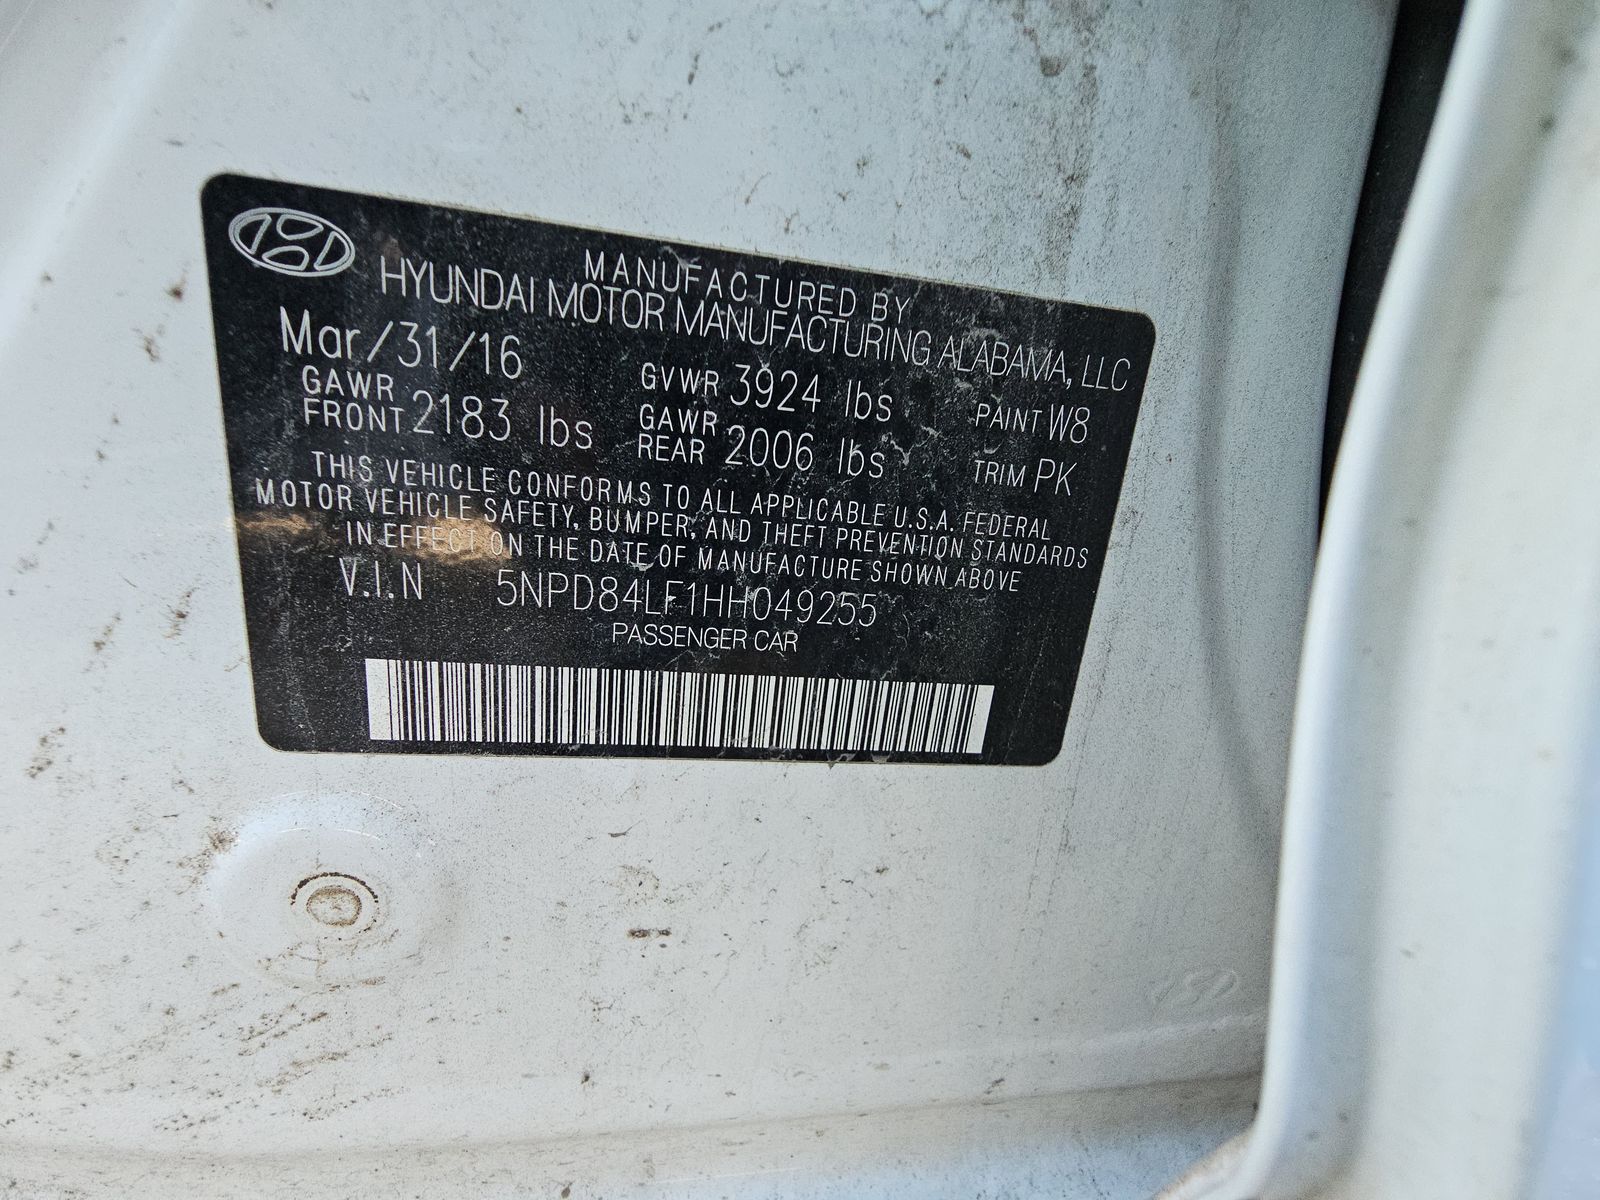 MANUFACTURED BY
HYUNDAI MOTOR MANUFACTURING ALABAMA, LLC
Mar/31/16 GVWR 3924 lbs PAINT W8
GAWR FRONT 2183 lbs GAWR REAR 2006 lbs TRIM PK
THIS VEHICLE CONFORMS TO ALL APPLICABLE U.S.A. FEDERAL
MOTOR VEHICLE SAFETY, BUMPER, AND THEFT PREVENTION STANDARDS
IN EFFECT ON THE DATE OF MANUFACTURE SHOWN ABOVE
V.I.N 5NPD84LF1HH049255
PASSENGER CAR